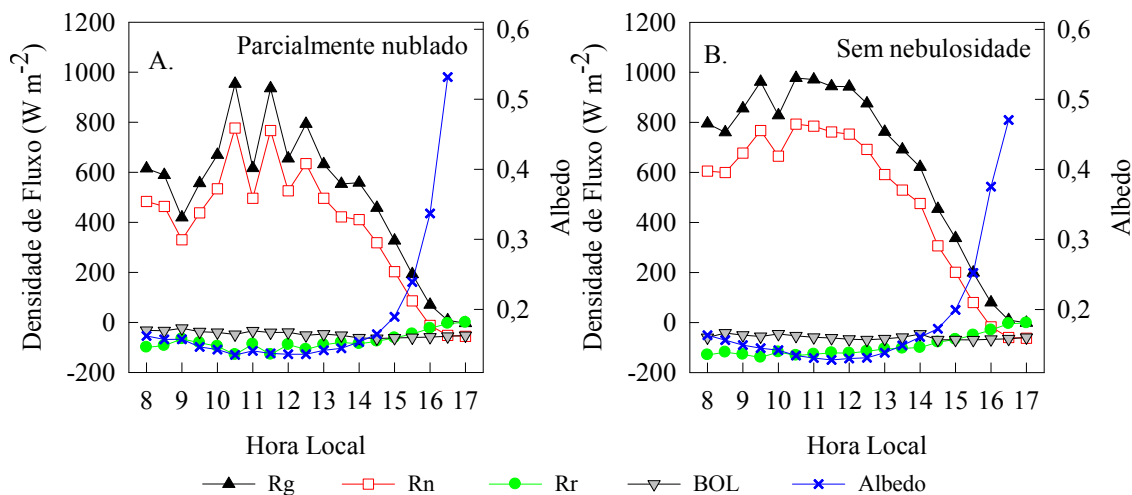 A.
Parcialmente nublado
Densidade de Fluxo (W m-2)
1200
1000
800
600
400
200
0
-200
0,6
0,5
0,4
0,3
0,2
Albedo
8 9 10 11 12 13 14 15 16 17
Hora Local
B.
Sem nebulosidade
Densidade de Fluxo (W m-2)
1200
1000
800
600
400
200
0
-200
0,6
0,5
0,4
0,3
0,2
Albedo
8 9 10 11 12 13 14 15 16 17
Hora Local
Rg Rn Rr BOL Albedo